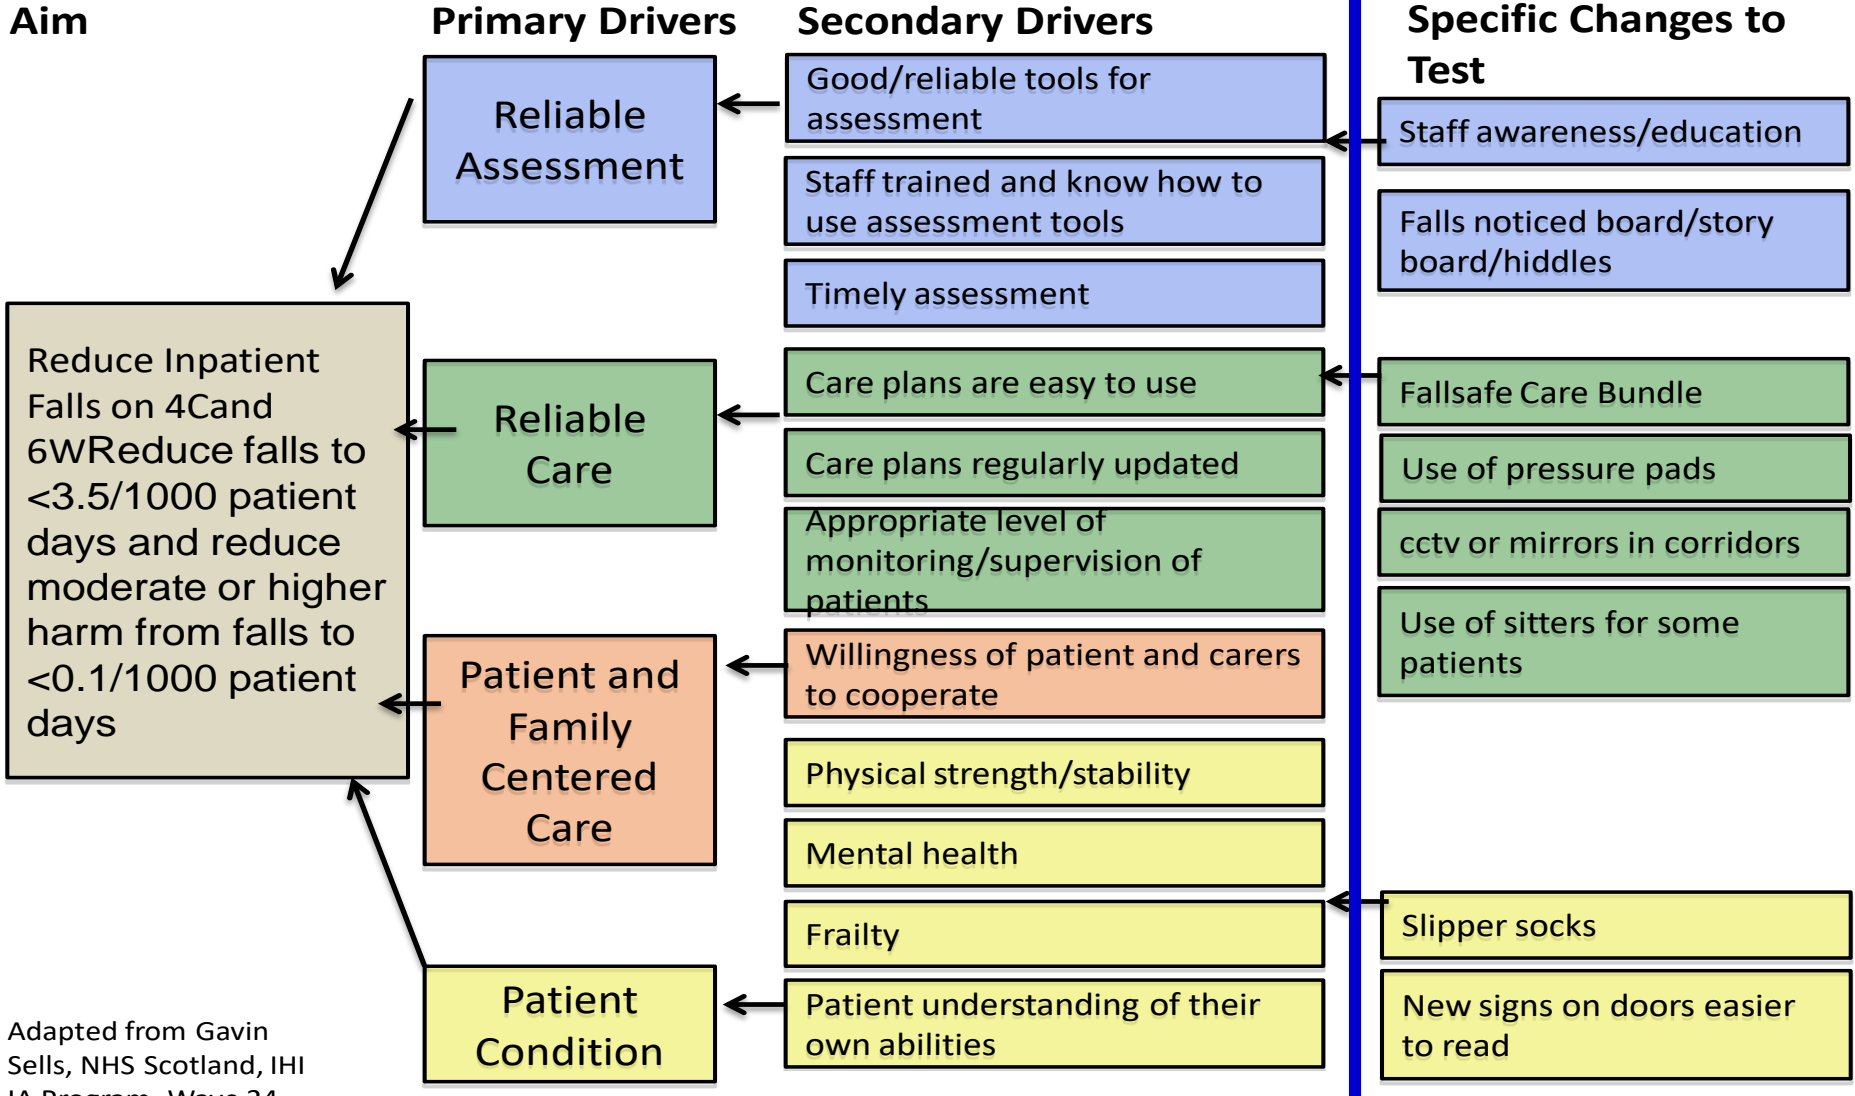 Aim
Primary Drivers
Secondary Drivers
Specific Changes to
Test
Reduce Inpatient
Falls on 4Cand
6WReduce falls to
<3.5/1000 patient
days and reduce
moderate or higher
harm from falls to
<0.1/1000 patient
days
Reliable
Assessment
Reliable
Care
Patient and
Family
Centered
Care
Patient
Condition
Good/reliable tools for
assessment
Staff trained and know how to
use assessment tools
Timely assessment
Care plans are easy to use
Care plans regularly updated
Appropriate level of
monitoring/supervision of
patients
Willingness of patient and carers
to cooperate
Physical strength/stability
Mental health
Frailty
Patient understanding of their
own abilities
Staff awareness/education
Falls noticed board/story
board/hiddles
Fallsafe Care Bundle
Use of pressure pads
cctv or mirrors in corridors
Use of sitters for some
patients
Slipper socks
New signs on doors easier
to read
Adapted from Gavin
Sells, NHS Scotland, IHI
Program, Wave